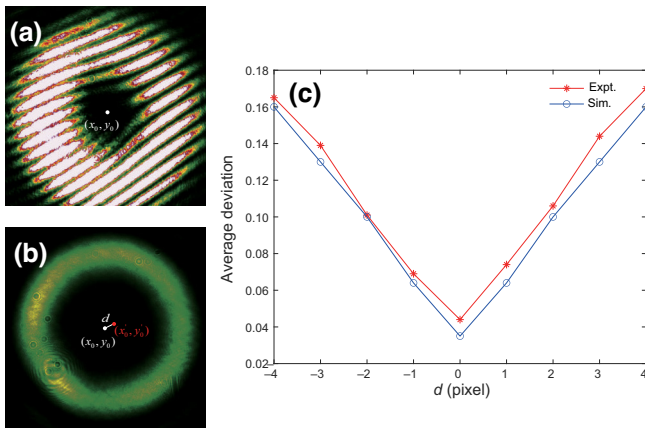 (a)
(x₀, y₀)
(b)
d
(x₀, y₀)
(x₀, y₀)
(c)
Expt.
Sim.
Average deviation
0.18
0.16
0.14
0.12
0.10
0.08
0.06
0.04
0.02
–4
–3
–2
–1
0
1
2
3
4
d (pixel)